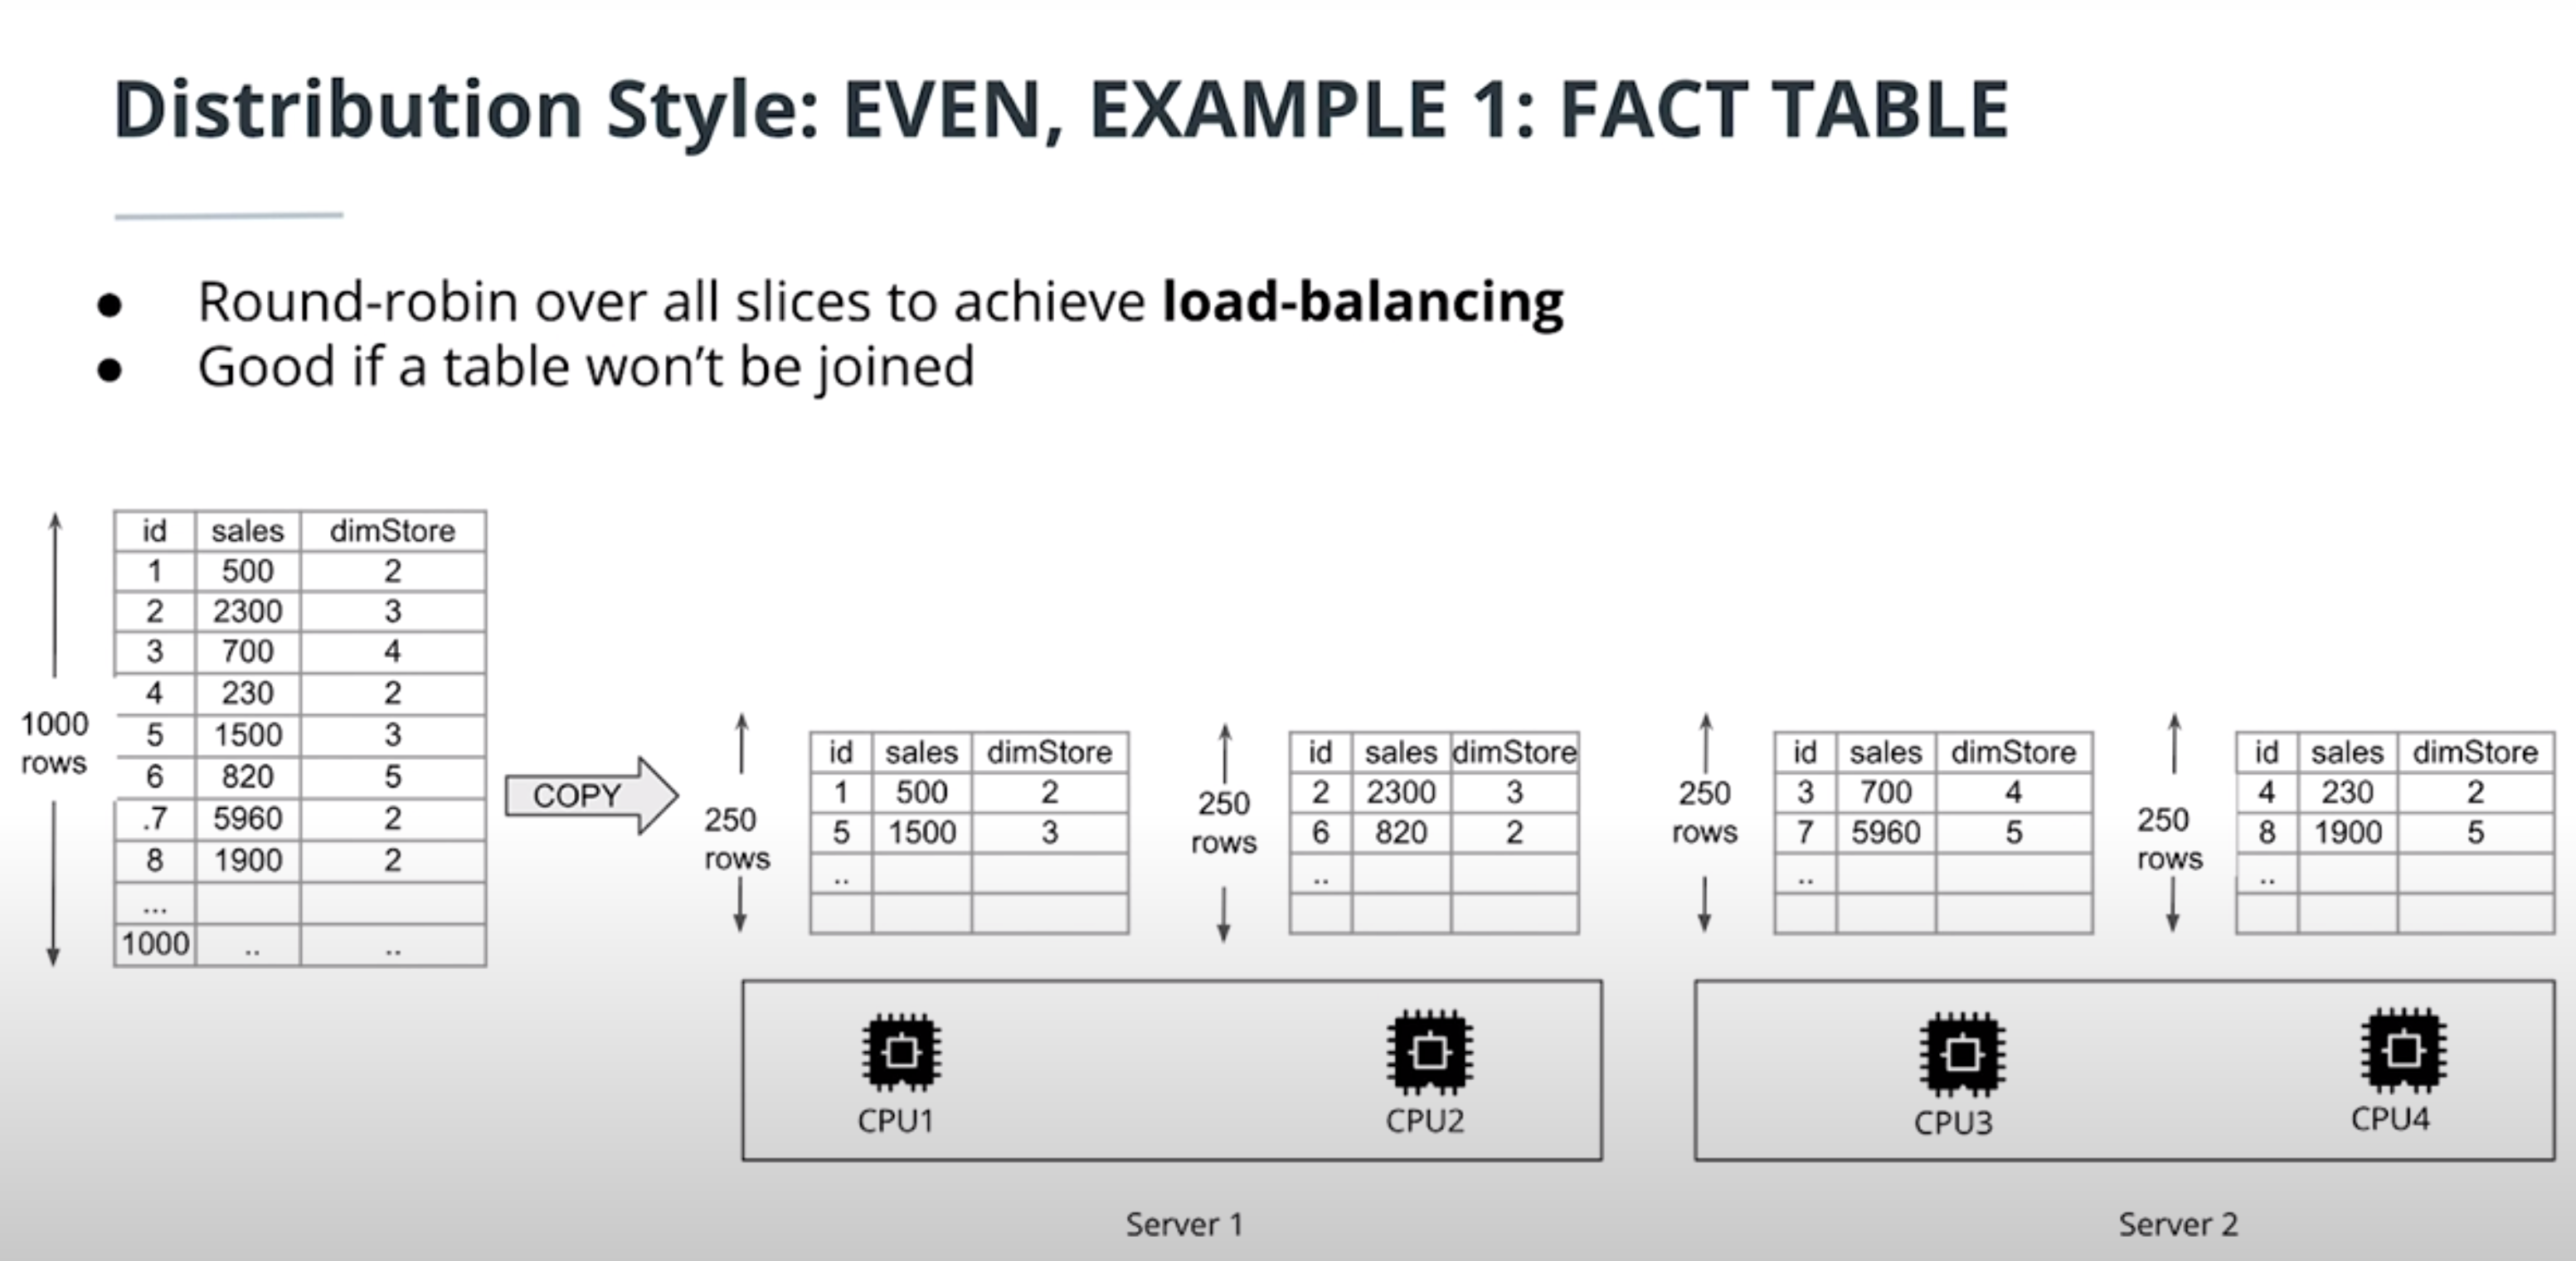 Distribution Style: EVEN, EXAMPLE 1: FACT TABLE
● Round-robin over all slices to achieve load-balancing
● Good if a table won't be joined
1000
rows
id sales dimStore
1 500 2
2 2300 3
3 700 4
4 230 2
5 1500 3
6 820 5
.7 5960 2
8 1900 2
...
1000 .. ..
COPY
250
rows
id sales dimStore
1 500 2
5 1500 3
..
250
rows
id sales dimStore
2 2300 3
6 820 2
..
250
rows
id sales dimStore
3 700 4
7 5960 5
..
250
rows
id sales dimStore
4 230 2
8 1900 5
..
CPU1
CPU2
CPU3
CPU4
Server 1
Server 2